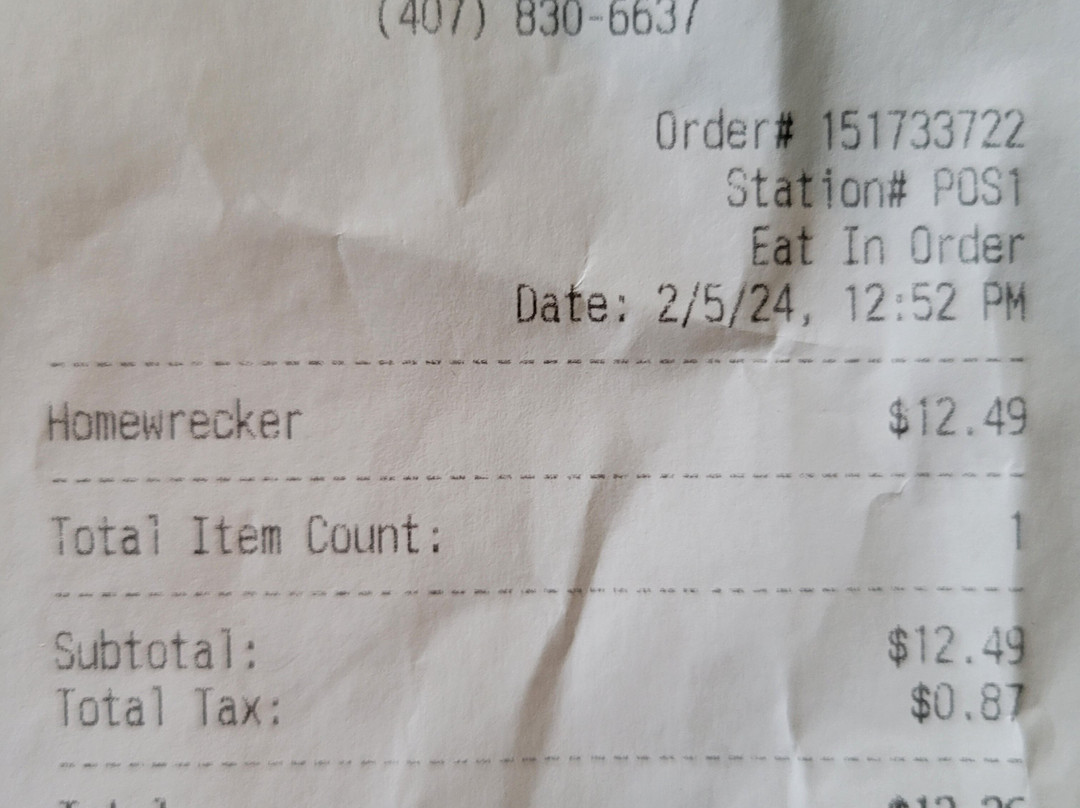 (407) 830-6637
Order# 151733722
Station# POS1
Eat In Order
Date: 2/5/24, 12:52 PM
Homewrecker $12.49
Total Item Count: 1
Subtotal: $12.49
Total Tax: $0.87